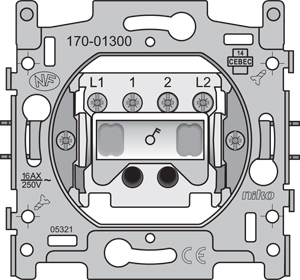 170-01300
14
CEBEC
NF
L1 1 2 L2
16AX
250V~
niko
05321
CE